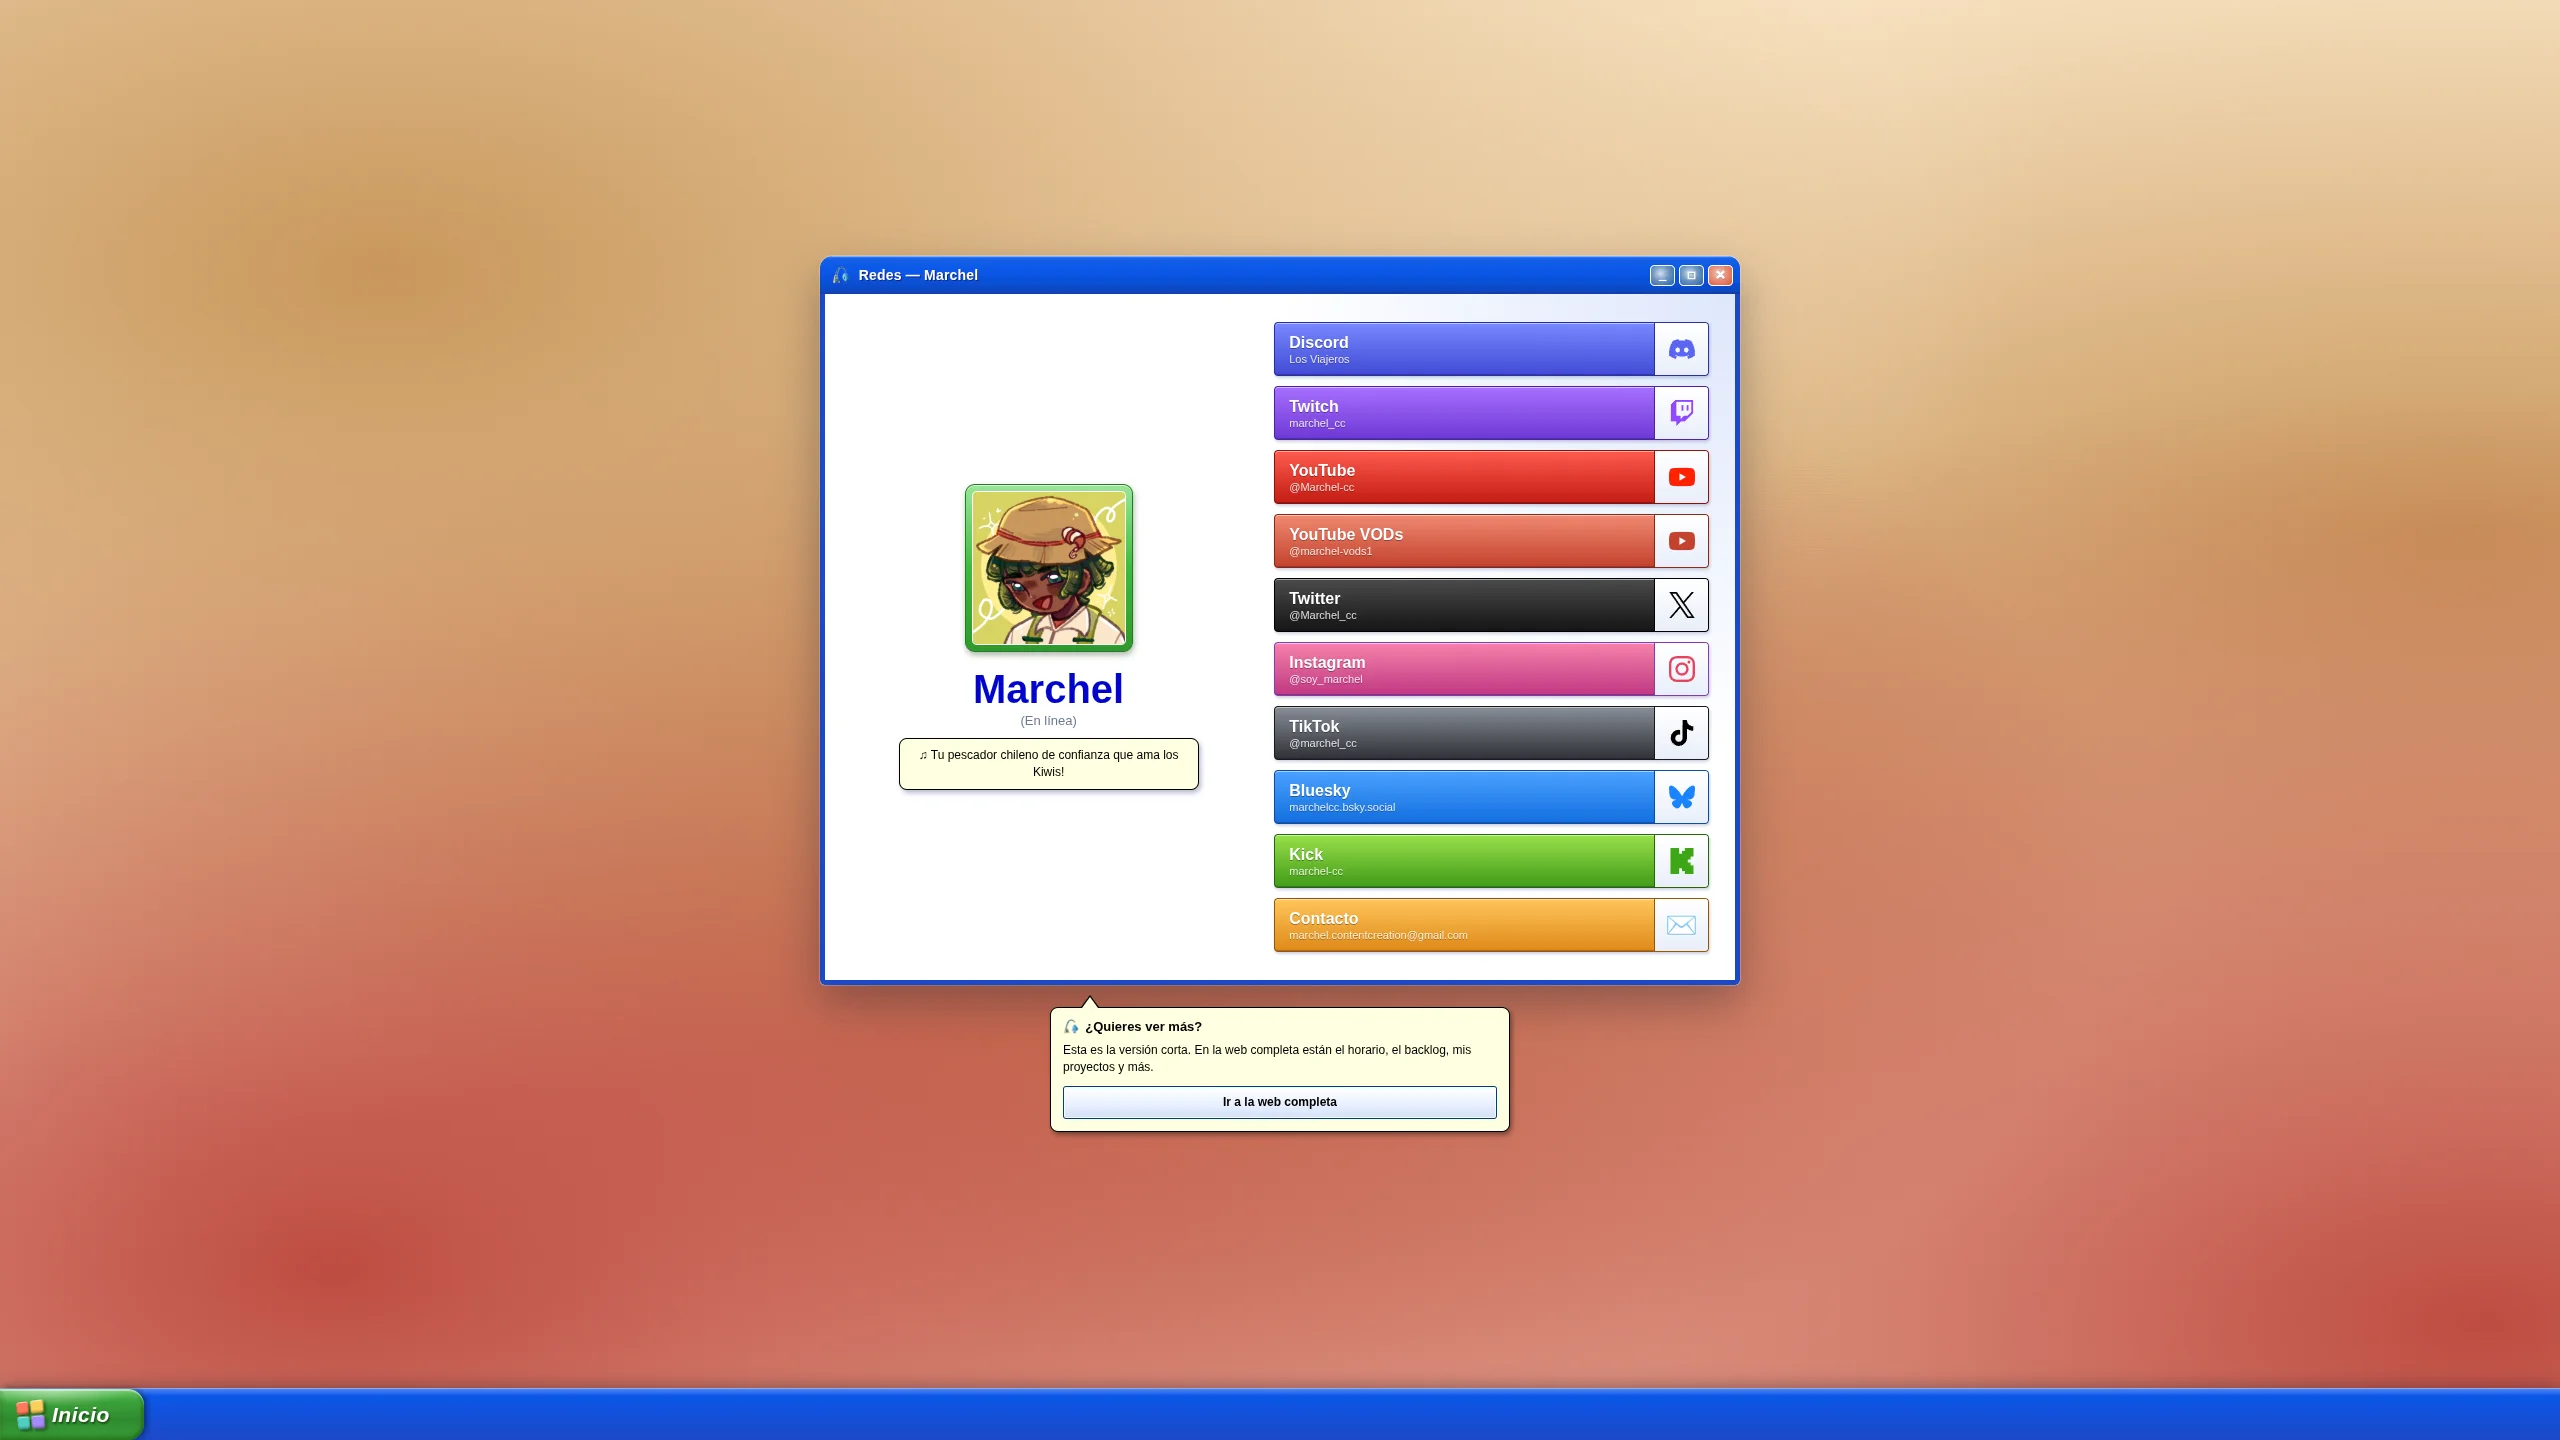 Redes — Marchel
Marchel
(En línea)
♫ Tu pescador chileno de confianza que ama los
Kiwis!
Discord
Los Viajeros
Twitch
marchel_cc
YouTube
@Marchel-cc
YouTube VODs
@marchel-vods1
Twitter
@Marchel_cc
Instagram
@soy_marchel
TikTok
@marchel_cc
Bluesky
marchelcc.bsky.social
Kick
marchel-cc
Contacto
marchel.contentcreation@gmail.com
¿Quieres ver más?
Esta es la versión corta. En la web completa están el horario, el backlog, mis
proyectos y más.
Ir a la web completa
Inicio